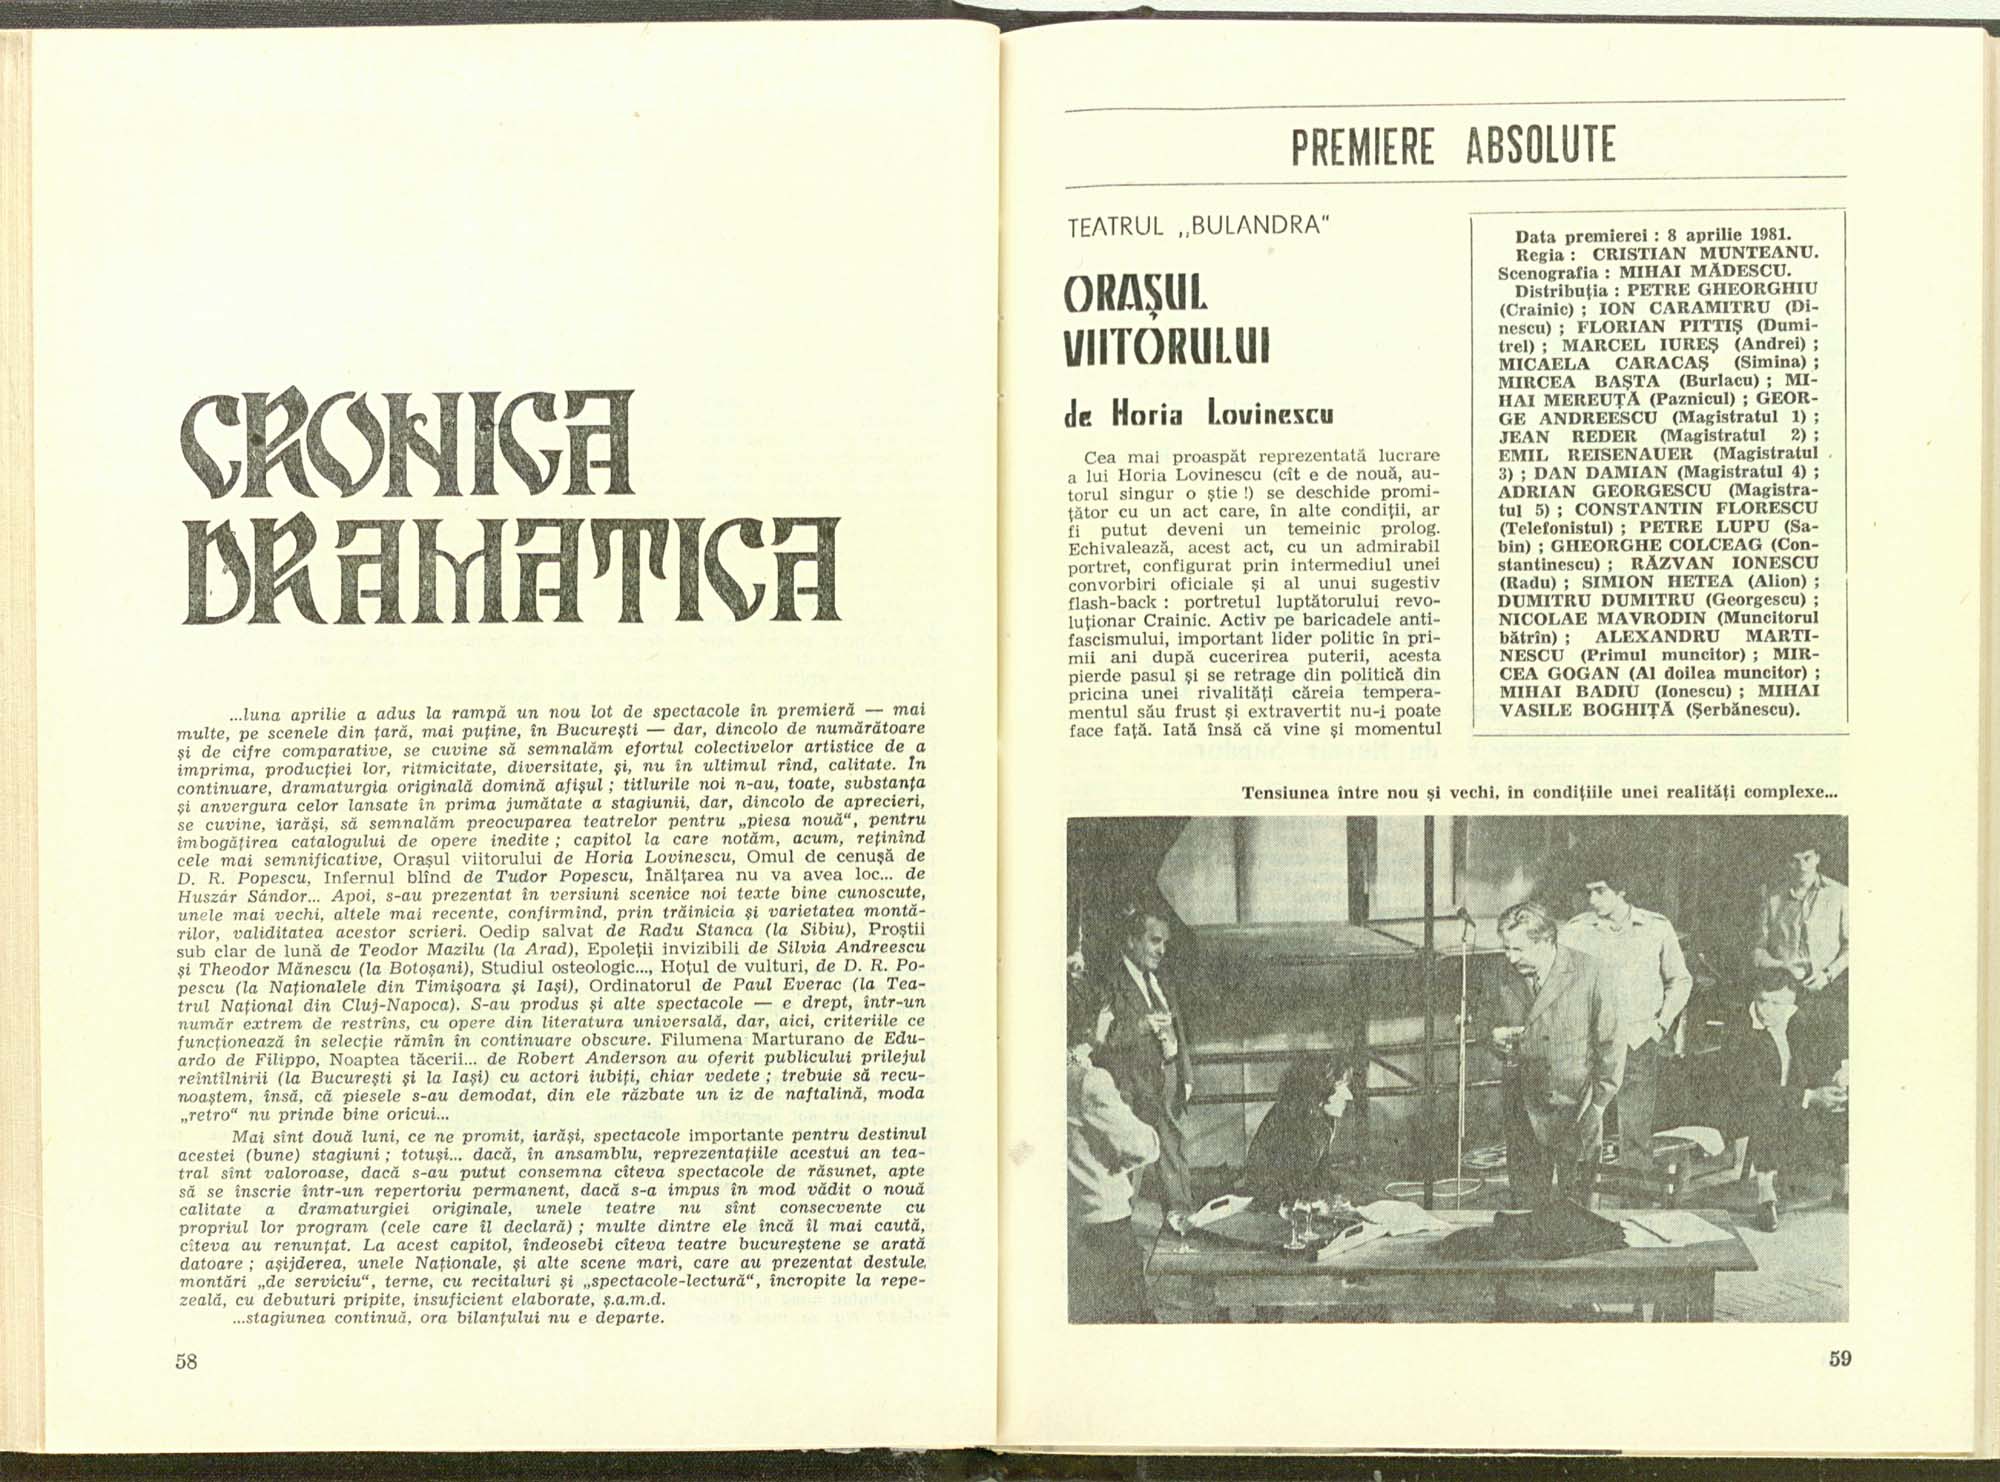 CRONICA
DRAMATICA
...luna aprilie a adus la rampă un nou lot de spectacole în premieră — mai
multe, pe scenele din țară, mai puține, în București — dar, dincolo de numărătoare
și de cifre comparative, se cuvine să semnalăm efortul colectivelor artistice de a
imprima, producției lor, ritmicitate, diversitate, și, nu în ultimul rînd, calitate. În
continuare, dramaturgia originală domină afișul ; titlurile noi n-au, toate, substanța
și anvergura celor lansate în prima jumătate a stagiunii, dar, dincolo de aprecieri,
se cuvine, iarăși, să semnalăm preocuparea teatrelor pentru „piesa nouă“, pentru
îmbogățirea catalogului de opere inedite ; capitol la care notăm, acum, reținînd
cele mai semnificative, Orașul viitorului de Horia Lovinescu, Omul de cenușă de
D. R. Popescu, Infernul blînd de Tudor Popescu, Înălțarea nu va avea loc... de
Huszár Sándor... Apoi, s-au prezentat în versiuni scenice noi texte bine cunoscute,
unele mai vechi, altele mai recente, confirmînd, prin trăinicia și varietatea montă-
rilor, validitatea acestor scrieri. Oedip salvat de Radu Stanca (la Sibiu), Proștii
sub clar de lună de Teodor Mazilu (la Arad), Epoleții invizibili de Silvia Andreescu
și Theodor Mănescu (la Botoșani), Studiul osteologic..., Hoțul de vulturi, de D. R. Po-
pescu (la Naționalele din Timișoara și Iași), Ordinatorul de Paul Everac (la Tea-
trul Național din Cluj-Napoca). S-au produs și alte spectacole — e drept, într-un
număr extrem de restrîns, cu opere din literatura universală, dar, aici, criteriile ce
funcționează în selecție rămîn în continuare obscure. Filumena Marturano de Edu-
ardo de Filippo, Noaptea tăcerii... de Robert Anderson au oferit publicului prilejul
reîntîlnirii (la București și la Iași) cu actori iubiți, chiar vedete ; trebuie să recu-
noaștem, însă, că piesele s-au demodat, din ele răzbate un iz de naftalină, moda
„retro“ nu prinde bine oricui...
Mai sînt două luni, ce ne promit, iarăși, spectacole importante pentru destinul
acestei (bune) stagiuni ; totuși... dacă, în ansamblu, reprezentațiile acestui an tea-
tral sînt valoroase, dacă s-au putut consemna cîteva spectacole de răsunet, apte
să se înscrie într-un repertoriu permanent, dacă s-a impus în mod vădit o nouă
calitate a dramaturgiei originale, unele teatre nu sînt consecvente cu
propriul lor program (cele care îl declară) ; multe dintre ele încă îl mai caută,
cîteva au renunțat. La acest capitol, îndeosebi cîteva teatre bucureștene se arată
datoare ; așijderea, unele Naționale, și alte scene mari, care au prezentat destule
montări „de serviciu“, terne, cu recitaluri și „spectacole-lectură“, încropite la repe-
zeală, cu debuturi pripite, insuficient elaborate, ș.a.m.d.
...stagiunea continuă, ora bilanțului nu e departe.
58
PREMIERE ABSOLUTE
TEATRUL „BULANDRA“
ORAȘUL
VIITORULUI
de Horia Lovinescu
Cea mai proaspăt reprezentată lucrare
a lui Horia Lovinescu (cît e de nouă, au-
torul singur o știe !) se deschide promi-
țător cu un act care, în alte condiții, ar
fi putut deveni un temeinic prolog.
Echivalează, acest act, cu un admirabil
portret, configurat prin intermediul unei
convorbiri oficiale și al unui sugestiv
flash-back : portretul luptătorului revo-
luționar Crainic. Activ pe baricadele anti-
fascismului, important lider politic în pri-
mii ani după cucerirea puterii, acesta
pierde pasul și se retrage din politică din
pricina unei rivalități căreia tempera-
mentul său frust și extravertit nu-i poate
face față. Iată însă că vine și momentul
Data premierei : 8 aprilie 1981.
Regia : CRISTIAN MUNTEANU.
Scenografia : MIHAI MĂDESCU.
Distribuția : PETRE GHEORGHIU
(Crainic) ; ION CARAMITRU (Di-
nescu) ; FLORIAN PITTIȘ (Dumi-
trel) ; MARCEL IUREȘ (Andrei) ;
MICAELA CARACAȘ (Simina) ;
MIRCEA BAȘTA (Burlacu) ; MI-
HAI MEREUȚĂ (Paznicul) ; GEOR-
GE ANDREESCU (Magistratul 1) ;
JEAN REDER (Magistratul 2) ;
EMIL REISENAUER (Magistratul
3) ; DAN DAMIAN (Magistratul 4) ;
ADRIAN GEORGESCU (Magistra-
tul 5) ; CONSTANTIN FLORESCU
(Telefonistul) ; PETRE LUPU (Sa-
bin) ; GHEORGHE COLCEAG (Con-
stantinescu) ; RĂZVAN IONESCU
(Radu) ; SIMION HETEA (Alion) ;
DUMITRU DUMITRU (Georgescu) ;
NICOLAE MAVRODIN (Muncitorul
bătrîn) ; ALEXANDRU MARTI-
NESCU (Primul muncitor) ; MIR-
CEA GOGAN (Al doilea muncitor) ;
MIHAI BADIU (Ionescu) ; MIHAI
VASILE BOGHIȚĂ (Șerbănescu).
Tensiunea între nou și vechi, în condițiile unei realități complexe...
59